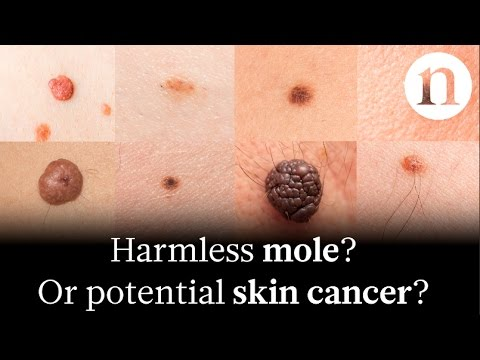 n
Harmless mole?
Or potential skin cancer?